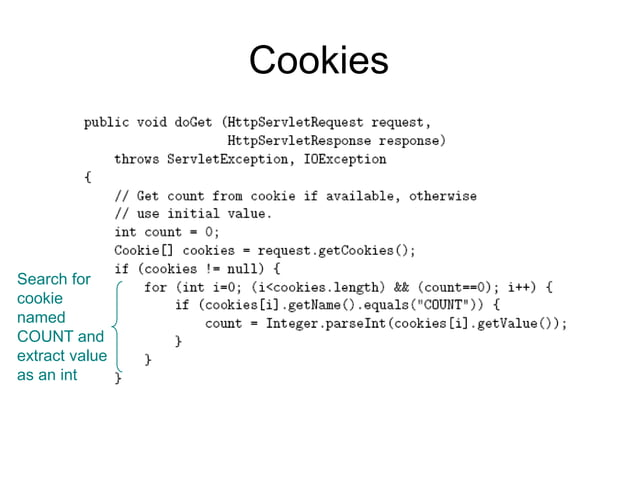 Cookies
public void doGet (HttpServletRequest request,
HttpServletResponse response)
throws ServletException, IOException
{
// Get count from cookie if available, otherwise
// use initial value.
int count = 0;
Cookie[] cookies = request.getCookies();
if (cookies != null) {
for (int i=0; (i<cookies.length) && (count==0); i++) {
if (cookies[i].getName().equals("COUNT")) {
count = Integer.parseInt(cookies[i].getValue());
}
}
}
Search for
cookie
named
COUNT and
extract value
as an int